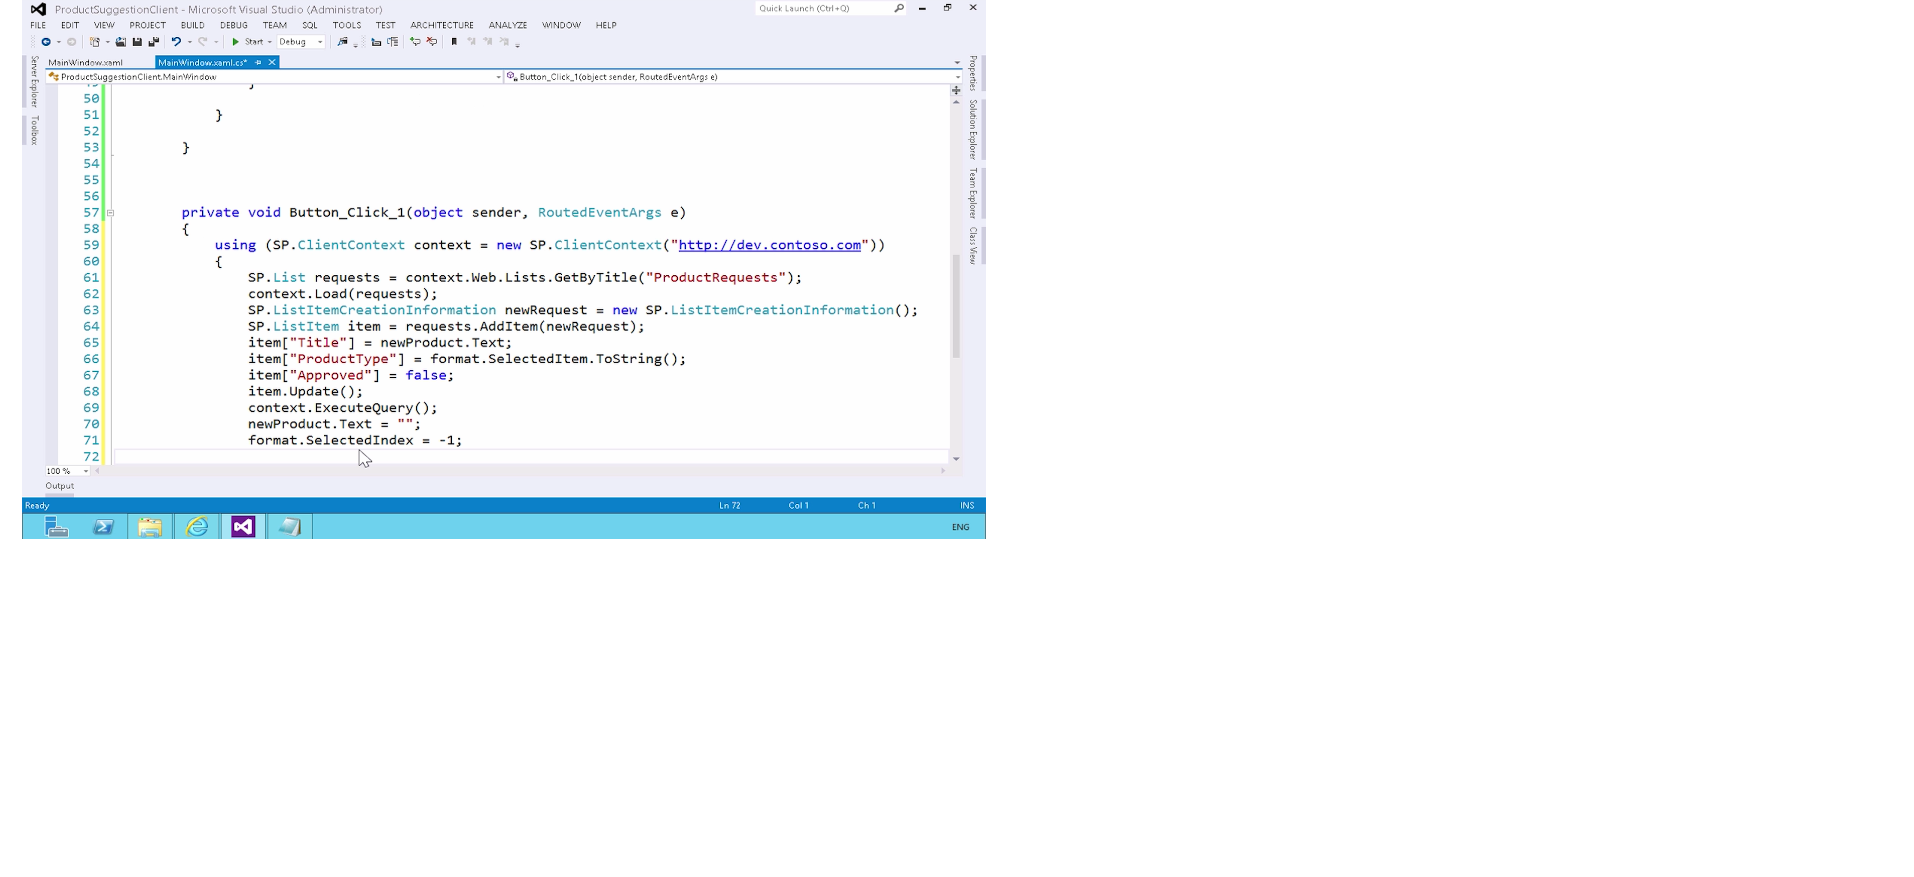 ProductSuggestionClient - Microsoft Visual Studio (Administrator)
Quick Launch (Ctrl+Q)
FILE EDIT VIEW PROJECT BUILD DEBUG TEAM SQL TOOLS TEST ARCHITECTURE ANALYZE WINDOW HELP
Start Debug
MainWindow.xaml MainWindow.xaml.cs*
ProductSuggestionClient.MainWindow Button_Click_1(object sender, RoutedEventArgs e)
Server Explorer
Toolbox
Properties
Solution Explorer
Team Explorer
Class View
50
51 }
52
53 }
54
55
56
57 private void Button_Click_1(object sender, RoutedEventArgs e)
58 {
59 using (SP.ClientContext context = new SP.ClientContext("http://dev.contoso.com"))
60 {
61 SP.List requests = context.Web.Lists.GetByTitle("ProductRequests");
62 context.Load(requests);
63 SP.ListItemCreationInformation newRequest = new SP.ListItemCreationInformation();
64 SP.ListItem item = requests.AddItem(newRequest);
65 item["Title"] = newProduct.Text;
66 item["ProductType"] = format.SelectedItem.ToString();
67 item["Approved"] = false;
68 item.Update();
69 context.ExecuteQuery();
70 newProduct.Text = "";
71 format.SelectedIndex = -1;
72
100 %
Output
Ready Ln 72 Col 1 Ch 1 INS
ENG